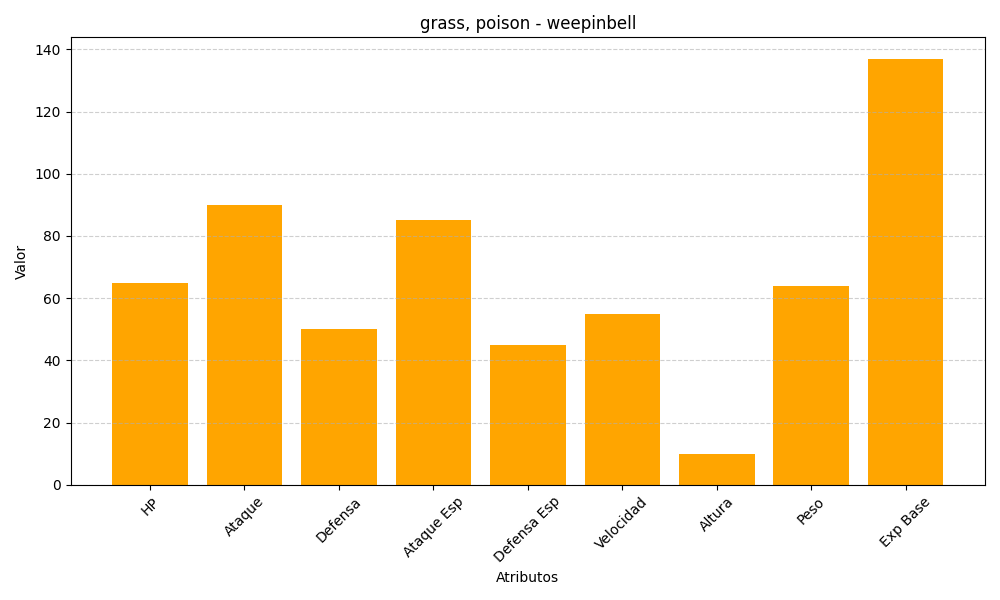 grass, poison - weepinbell
Valor
140
120
100
80
60
40
20
0
HP
Ataque
Defensa
Ataque Esp
Defensa Esp
Velocidad
Altura
Peso
Exp Base
Atributos